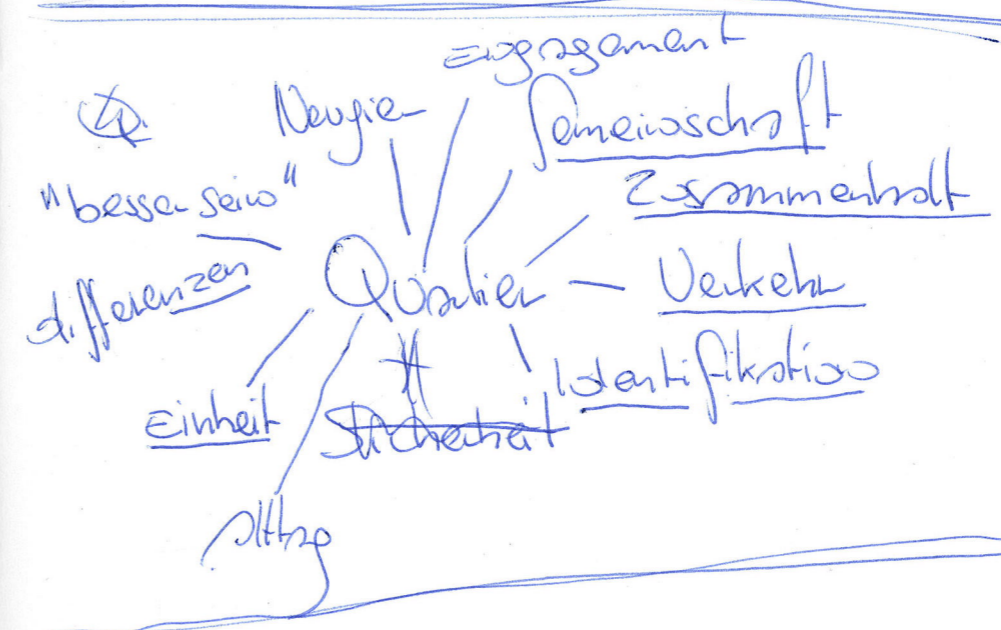 Engagement
Neugier
Gemeinschaft
"besser sein"
Zusammenhalt
differenzen
Quartier
Verkehr
Identifikation
Einheit
Sicherheit
Alltag